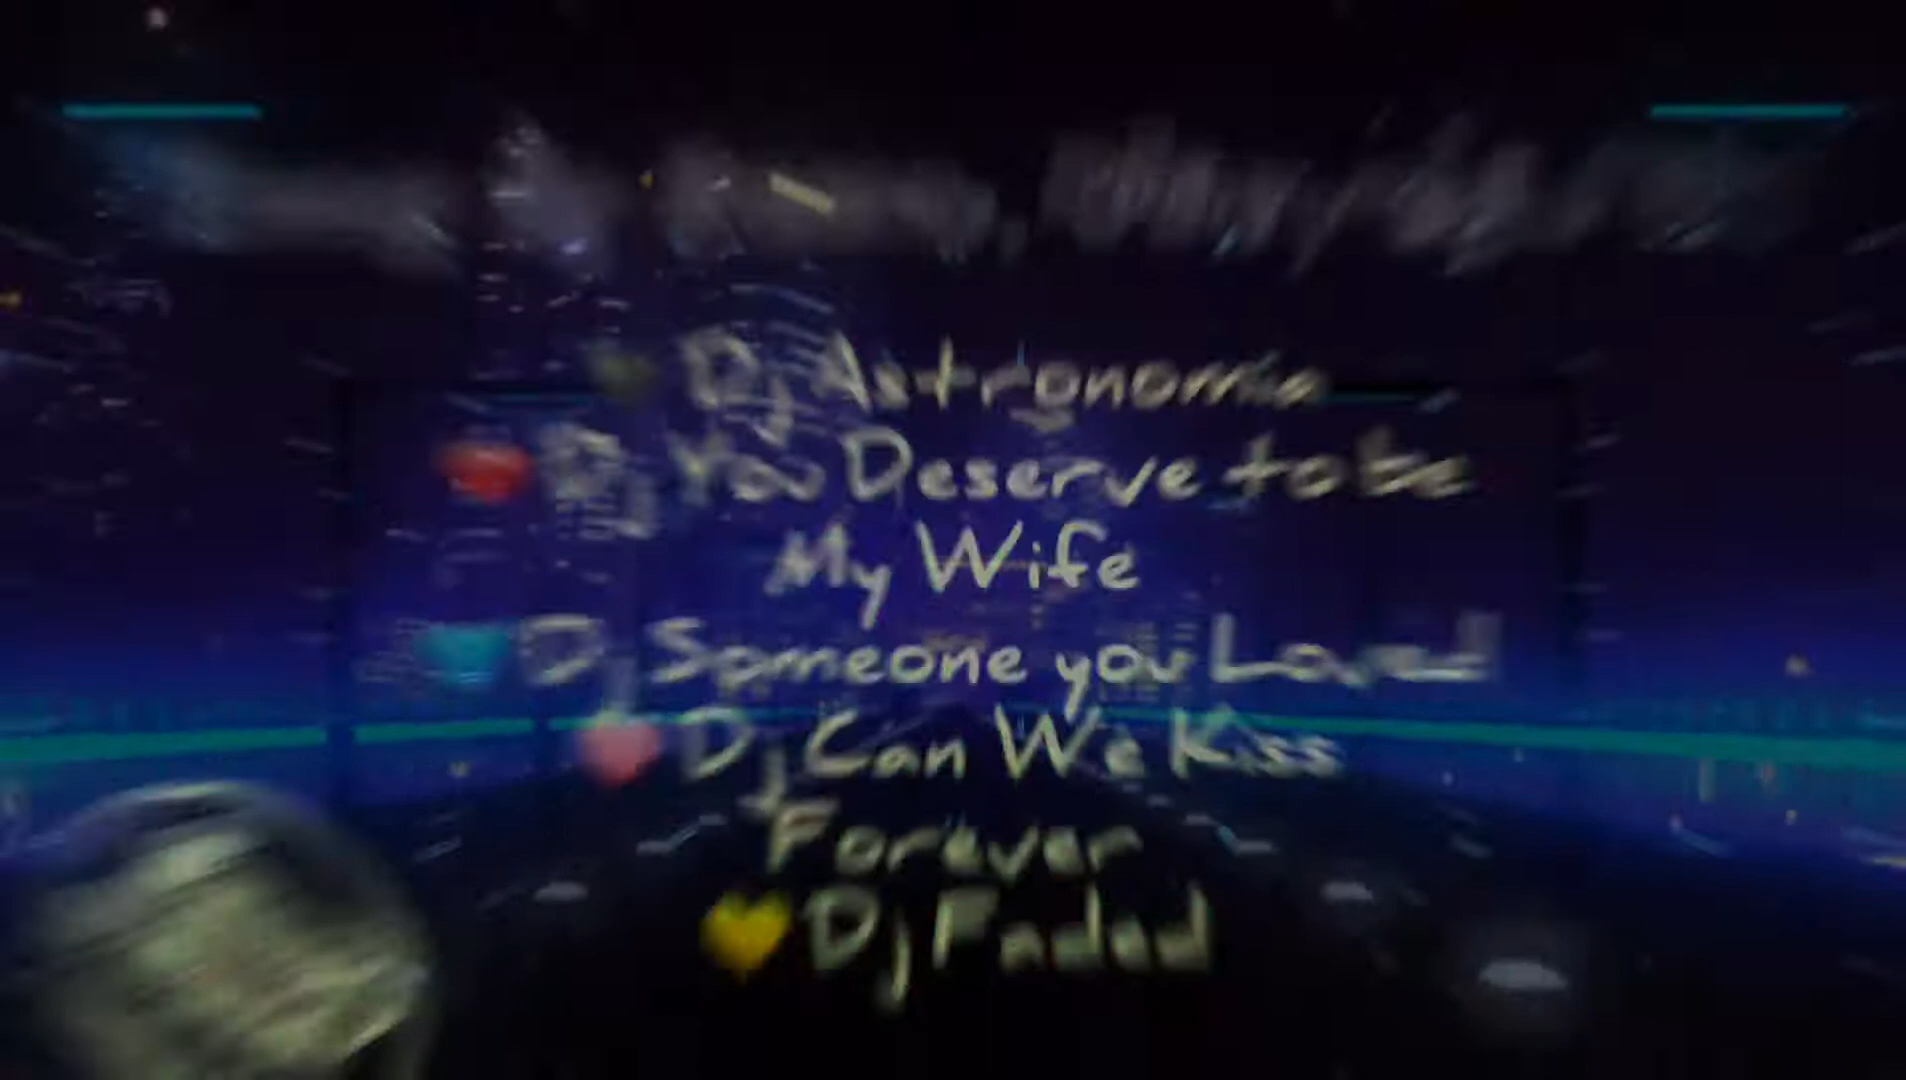 Dj Astronomia
Dj You Deserve to be
My Wife
Dj Someone you Loved
Dj Can We Kiss
Forever
Dj Faded